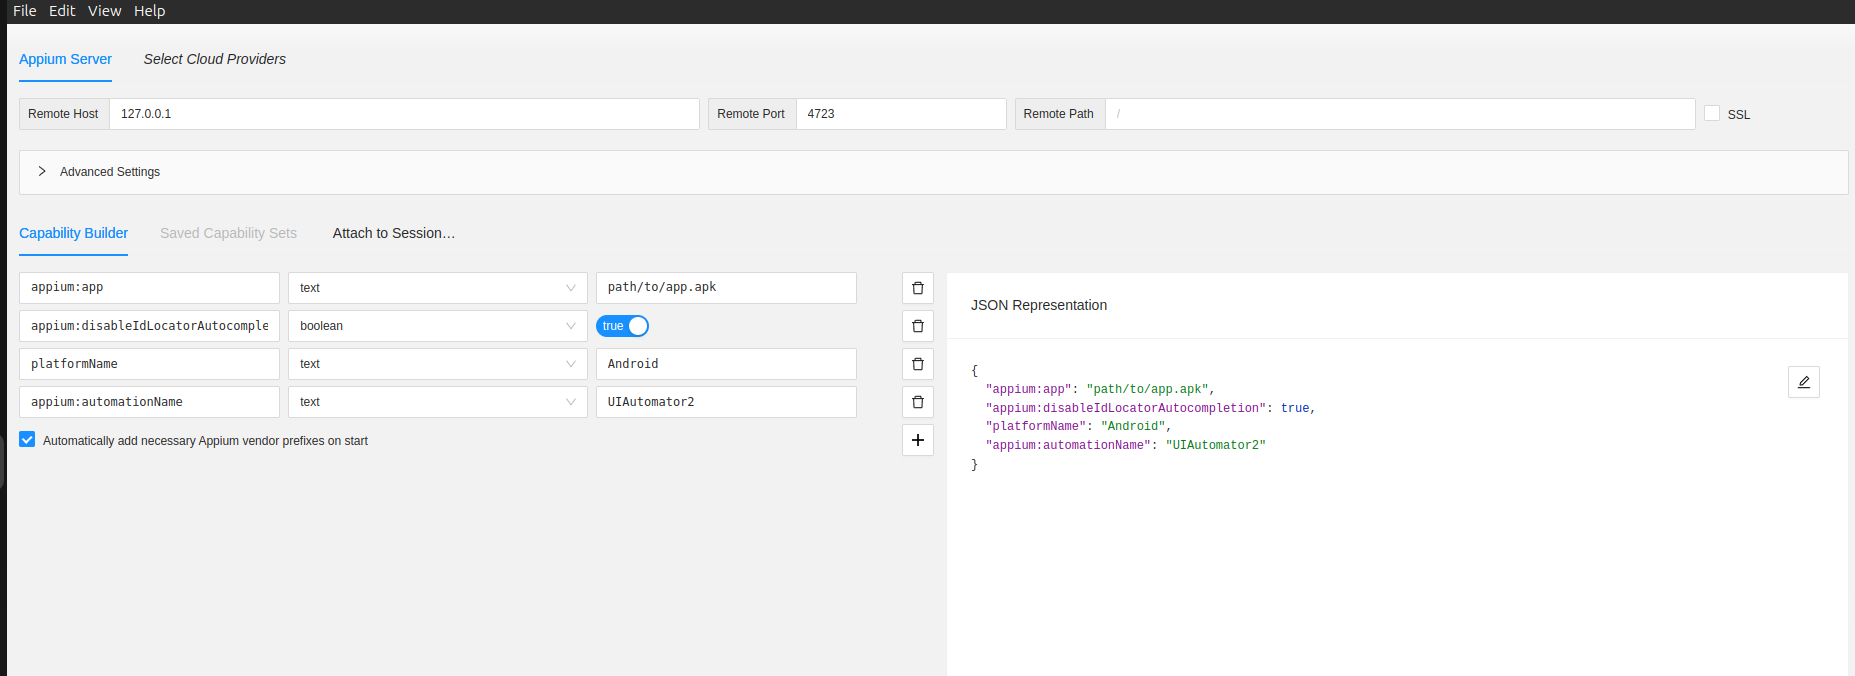 File Edit View Help
Appium Server Select Cloud Providers
Remote Host 127.0.0.1 Remote Port 4723 Remote Path / SSL
Advanced Settings
Capability Builder Saved Capability Sets Attach to Session…
appium:app text path/to/app.apk
appium:disableIdLocatorAutocomple boolean true
platformName text Android
appium:automationName text UIAutomator2
Automatically add necessary Appium vendor prefixes on start
JSON Representation
{
"appium:app": "path/to/app.apk",
"appium:disableIdLocatorAutocompletion": true,
"platformName": "Android",
"appium:automationName": "UIAutomator2"
}